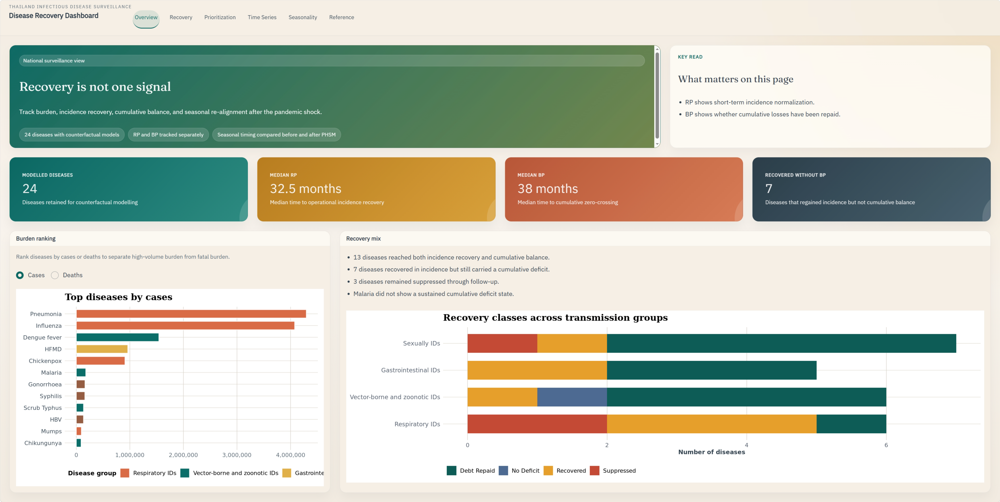 THAILAND INFECTIOUS DISEASE SURVEILLANCE
Disease Recovery Dashboard
Overview
Recovery
Prioritization
Time Series
Seasonality
Reference
National surveillance view
Recovery is not one signal
Track burden, incidence recovery, cumulative balance, and seasonal re-alignment after the pandemic shock.
24 diseases with counterfactual models
RP and BP tracked separately
Seasonal timing compared before and after PHSM
KEY READ
What matters on this page
• RP shows short-term incidence normalization.
• BP shows whether cumulative losses have been repaid.
MODELLED DISEASES
24
Diseases retained for counterfactual modelling
MEDIAN RP
32.5 months
Median time to operational incidence recovery
MEDIAN BP
38 months
Median time to cumulative zero-crossing
RECOVERED WITHOUT BP
7
Diseases that regained incidence but not cumulative balance
Burden ranking
Rank diseases by cases or deaths to separate high-volume burden from fatal burden.
Cases
Deaths
Top diseases by cases
Pneumonia
Influenza
Dengue fever
HFMD
Chickenpox
Malaria
Gonorrhoea
Syphilis
Scrub Typhus
HBV
Mumps
Chikungunya
0
1,000,000
2,000,000
3,000,000
4,000,000
Disease group
Respiratory IDs
Vector-borne and zoonotic IDs
Gastrointe
Recovery mix
• 13 diseases reached both incidence recovery and cumulative balance.
• 7 diseases recovered in incidence but still carried a cumulative deficit.
• 3 diseases remained suppressed through follow-up.
• Malaria did not show a sustained cumulative deficit state.
Recovery classes across transmission groups
Sexually IDs
Gastrointestinal IDs
Vector-borne and zoonotic IDs
Respiratory IDs
0
2
4
6
Number of diseases
Debt Repaid
No Deficit
Recovered
Suppressed